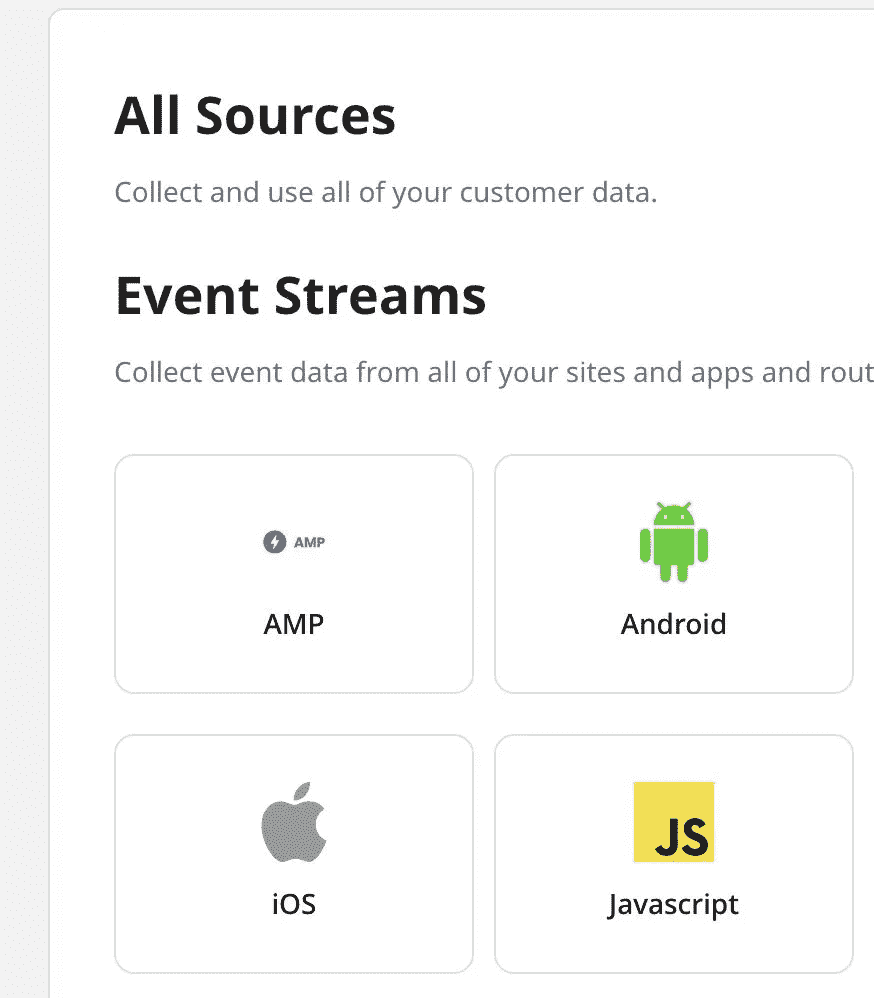 All Sources
Collect and use all of your customer data.
Event Streams
Collect event data from all of your sites and apps and rout
AMP
AMP
Android
JS
iOS
Javascript